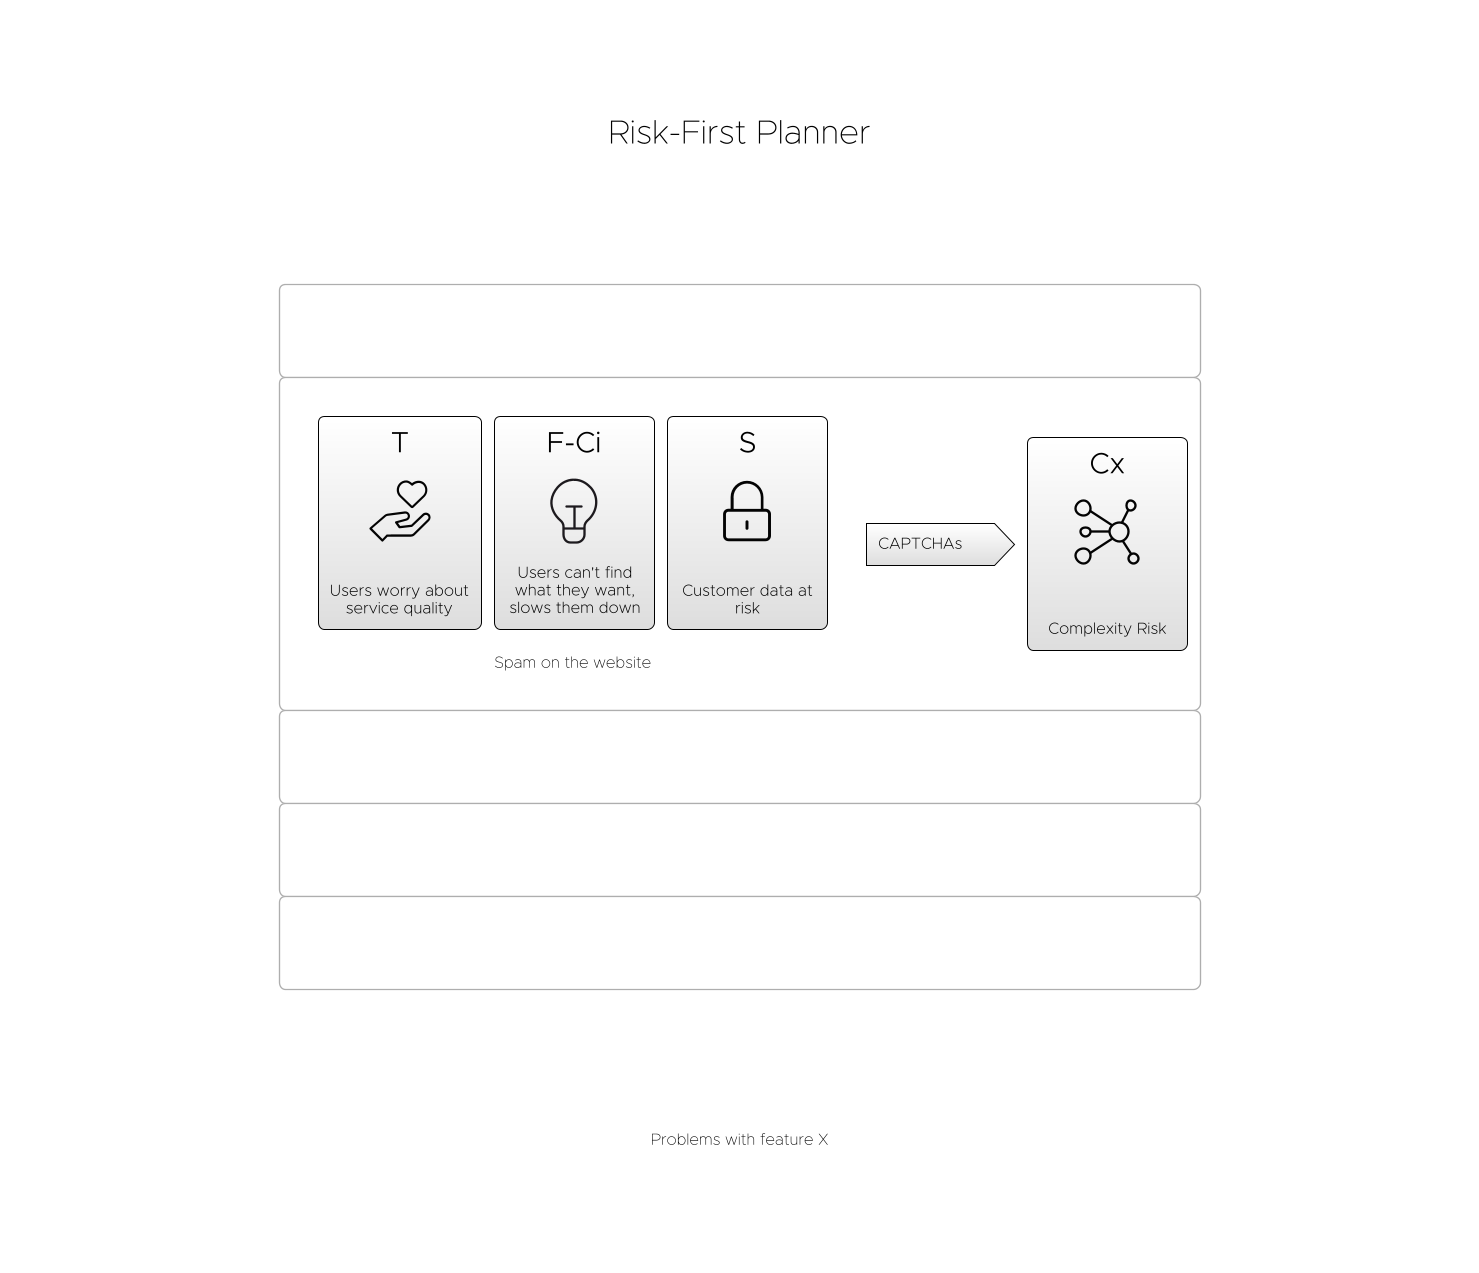 Risk-First Planner
T
Users worry about
service quality
F-Ci
Users can't find
what they want,
slows them down
S
Customer data at
risk
Spam on the website
CAPTCHAs
Cx
Complexity Risk
Problems with feature X